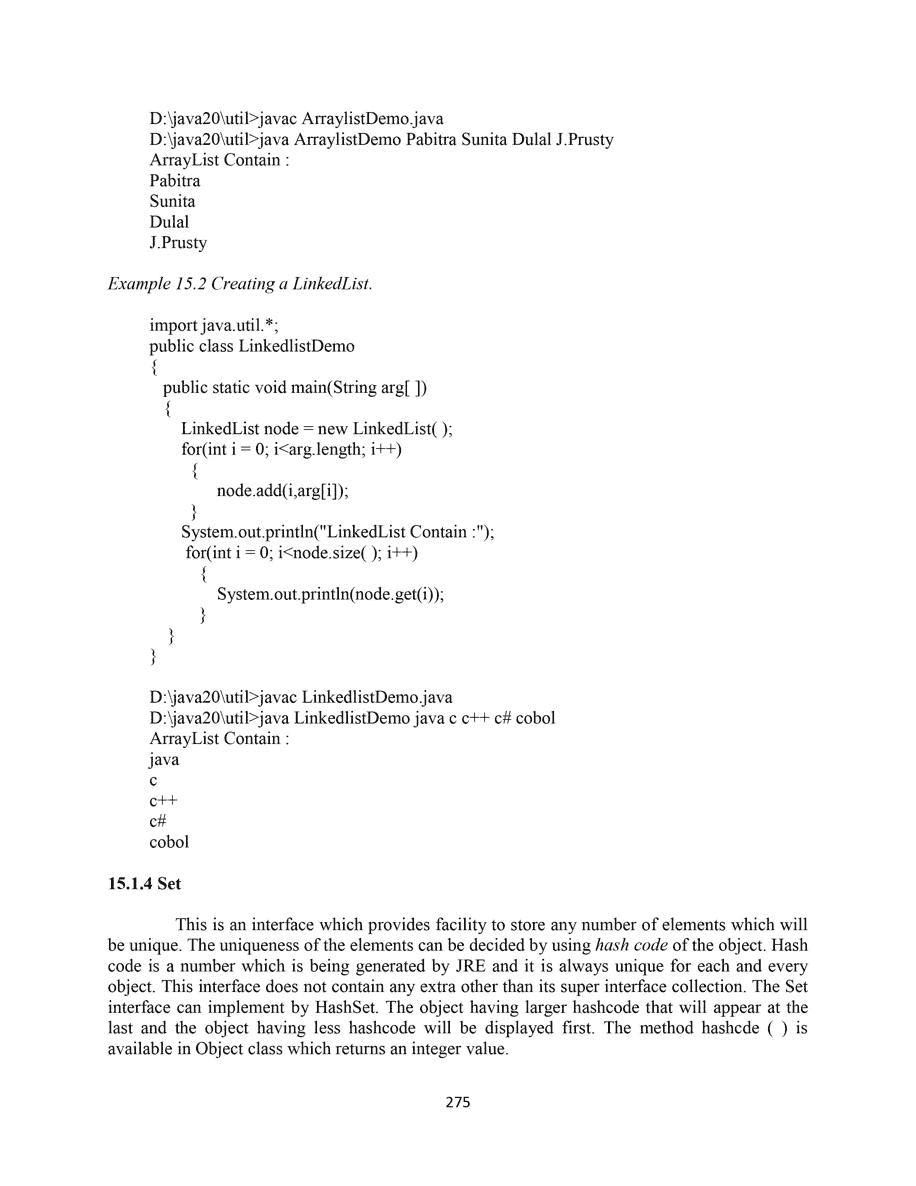 D:\java20\util>javac ArraylistDemo.java
D:\java20\util>java ArraylistDemo Pabitra Sunita Dulal J.Prusty
ArrayList Contain :
Pabitra
Sunita
Dulal
J.Prusty
Example 15.2 Creating a LinkedList.
import java.util.*;
public class LinkedlistDemo
{
public static void main(String arg[ ])
{
LinkedList node = new LinkedList( );
for(int i = 0; i<arg.length; i++)
{
node.add(i,arg[i]);
}
System.out.println("LinkedList Contain :");
for(int i = 0; i<node.size( ); i++)
{
System.out.println(node.get(i));
}
}
}
D:\java20\util>javac LinkedlistDemo.java
D:\java20\util>java LinkedlistDemo java c c++ c# cobol
ArrayList Contain :
java
c
c++
c#
cobol
15.1.4 Set
This is an interface which provides facility to store any number of elements which will
be unique. The uniqueness of the elements can be decided by using hash code of the object. Hash
code is a number which is being generated by JRE and it is always unique for each and every
object. This interface does not contain any extra other than its super interface collection. The Set
interface can implement by HashSet. The object having larger hashcode that will appear at the
last and the object having less hashcode will be displayed first. The method hashcde ( ) is
available in Object class which returns an integer value.
275